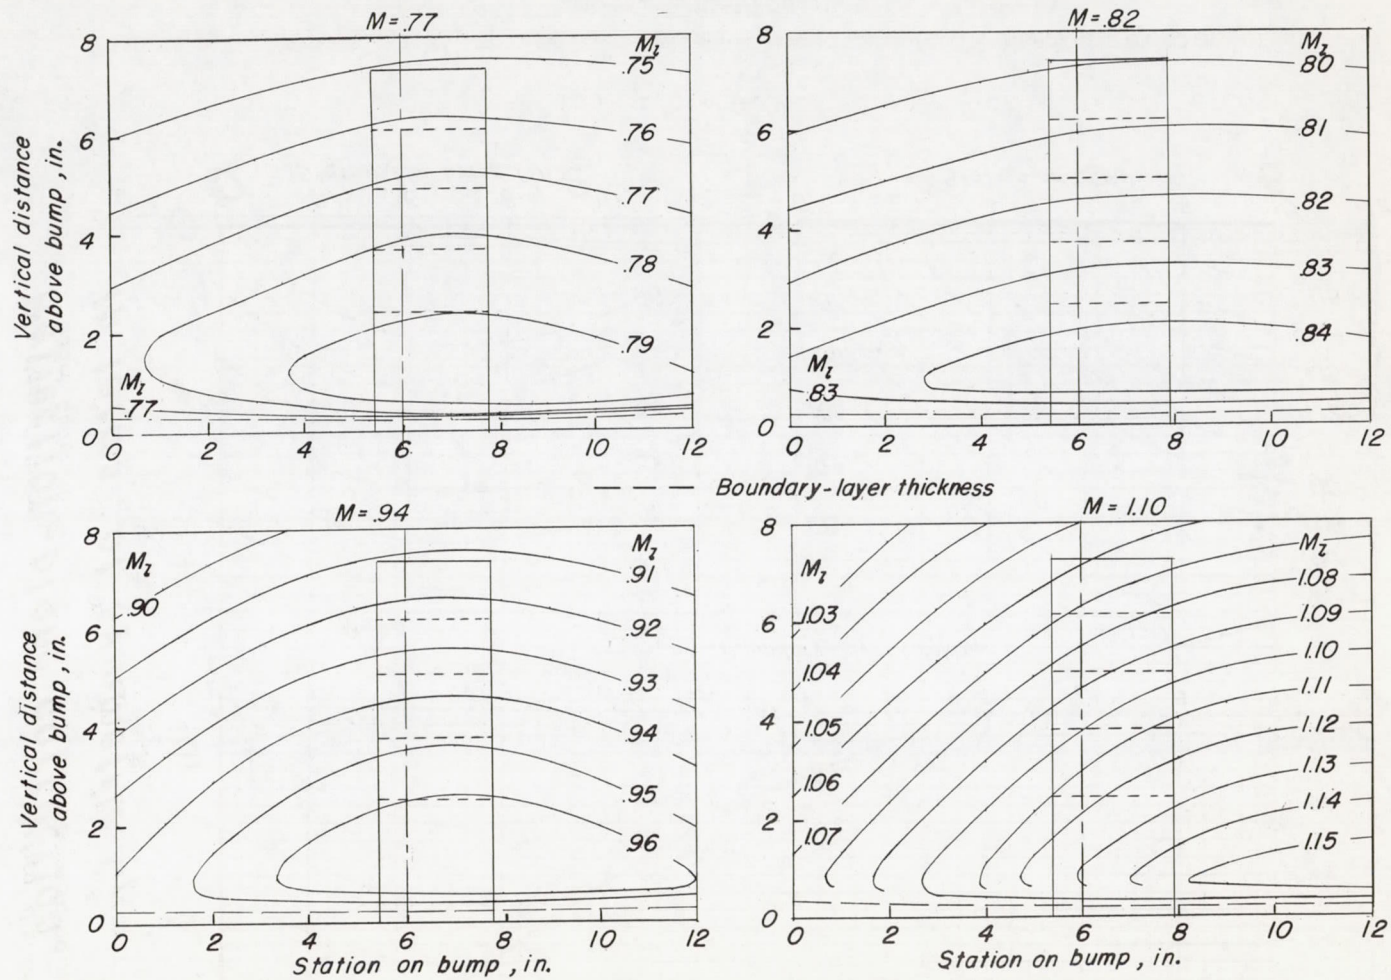 M=.77
M=.82
8
M_l
.75
.76
.77
.78
.79
6
4
2
0
M_l
.77
0 2 4 6 8 10 12
Vertical distance
above bump, in.
8
M_l
.80
.81
.82
.83
.84
6
4
2
0
M_l
.83
0 2 4 6 8 10 12
— — — Boundary-layer thickness
M=.94
M=1.10
8
M_l
.90
6
4
2
0
M_l
.91
.92
.93
.94
.95
.96
0 2 4 6 8 10 12
Vertical distance
above bump, in.
Station on bump, in.
8
M_l
1.03
1.04
1.05
1.06
1.07
6
4
2
0
M_l
1.08
1.09
1.10
1.11
1.12
1.13
1.14
1.15
0 2 4 6 8 10 12
Station on bump, in.